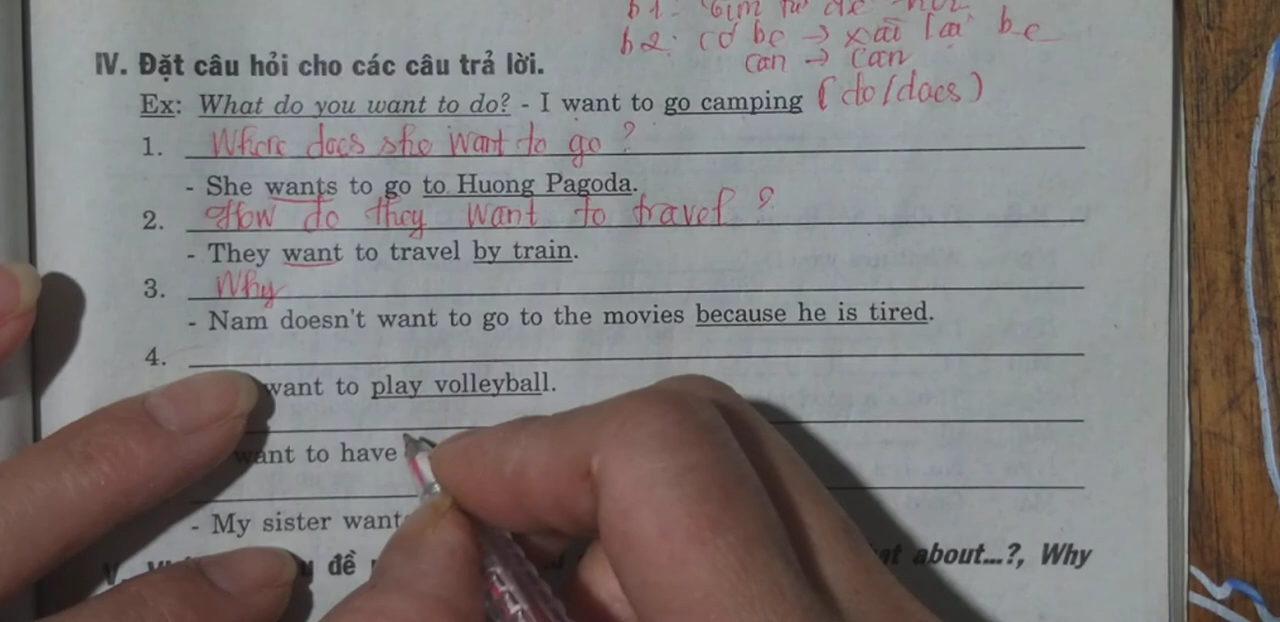 b2: có be → xài lại be
can → can
IV. Đặt câu hỏi cho các câu trả lời.
Ex: What do you want to do? - I want to go camping (do/does)
1. Where does she want to go?
- She wants to go to Huong Pagoda.
2. How do they want to travel?
- They want to travel by train.
3. Why
- Nam doesn't want to go to the movies because he is tired.
4.
want to play volleyball.
want to have
- My sister want
V. đề about...?, Why